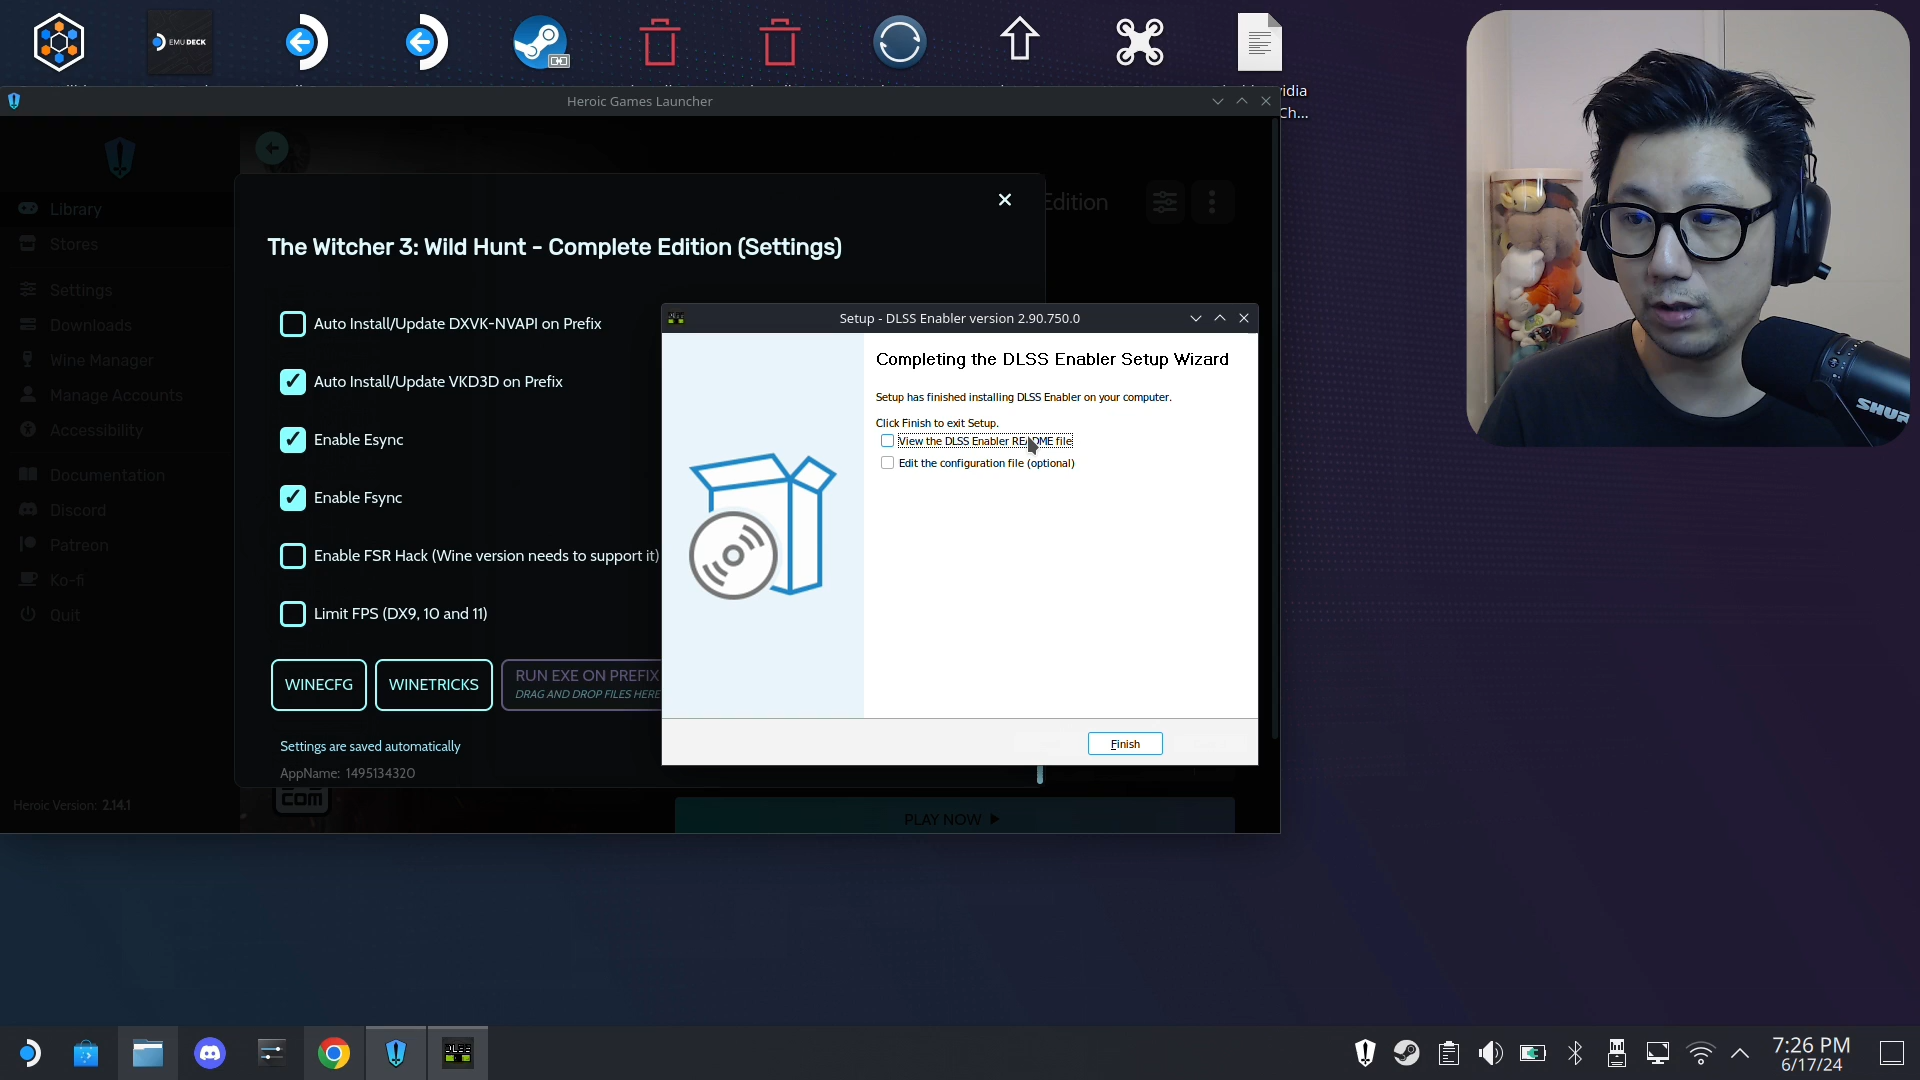 EMUDECK
idia
Ch...
Heroic Games Launcher
Library
Stores
Settings
Downloads
Wine Manager
Manage Accounts
Accessibility
Documentation
Discord
Patreon
Ko-fi
Quit
Heroic Version: 2.14.1
Edition
The Witcher 3: Wild Hunt - Complete Edition (Settings)
Auto Install/Update DXVK-NVAPI on Prefix
Auto Install/Update VKD3D on Prefix
Enable Esync
Enable Fsync
Enable FSR Hack (Wine version needs to support it)
Limit FPS (DX9, 10 and 11)
WINECFG
WINETRICKS
RUN EXE ON PREFIX
DRAG AND DROP FILES HERE
Settings are saved automatically
AppName: 1495134320
COM
PLAY NOW
Setup - DLSS Enabler version 2.90.750.0
Completing the DLSS Enabler Setup Wizard
Setup has finished installing DLSS Enabler on your computer.
Click Finish to exit Setup.
View the DLSS Enabler README file
Edit the configuration file (optional)
Finish
SHUR
DLSS
7:26 PM
6/17/24